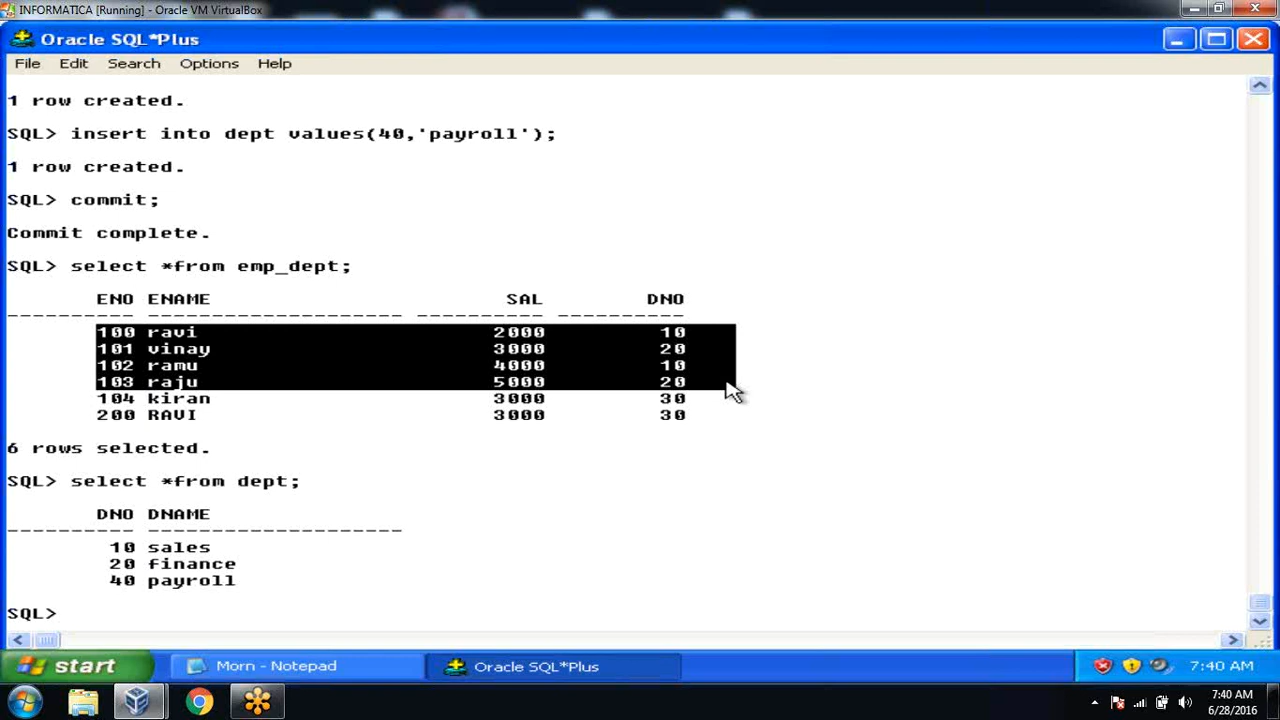 INFORMATICA [Running] - Oracle VM VirtualBox
Oracle SQL*Plus
File Edit Search Options Help
1 row created.
SQL> insert into dept values(40,'payroll');
1 row created.
SQL> commit;
Commit complete.
SQL> select *from emp_dept;
ENO ENAME SAL DNO
---------- -------------------- ---------- ----------
100 ravi 2000 10
101 vinay 3000 20
102 ramu 4000 10
103 raju 5000 20
104 kiran 3000 30
200 RAVI 3000 30
6 rows selected.
SQL> select *from dept;
DNO DNAME
---------- --------------------
10 sales
20 finance
40 payroll
SQL>
start Morn - Notepad Oracle SQL*Plus 7:40 AM
7:40 AM
6/28/2016